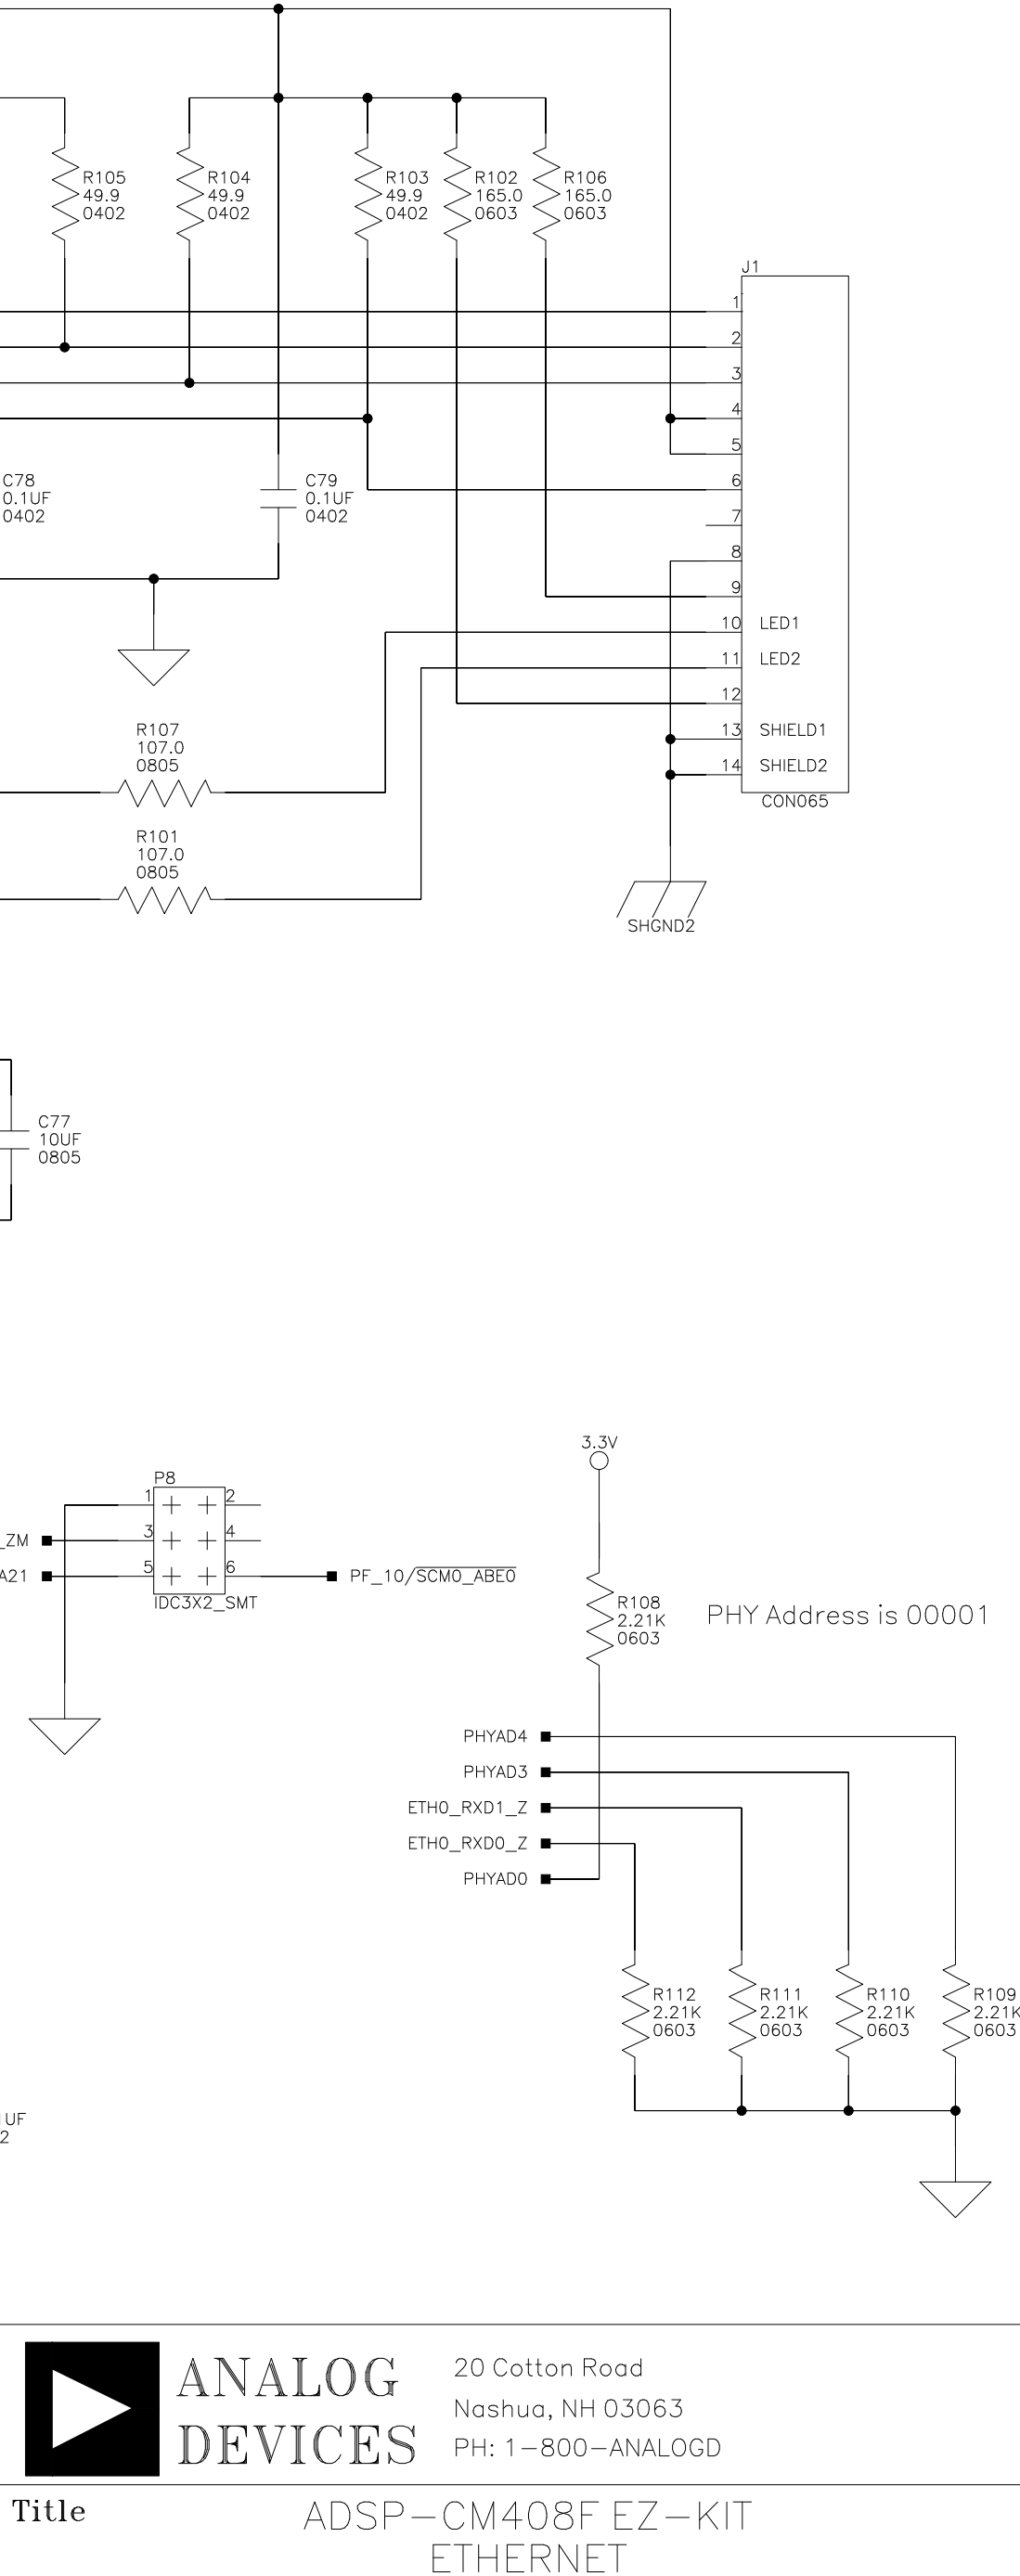 R105
49.9
0402
R104
49.9
0402
R103
49.9
0402
R102
165.0
0603
R106
165.0
0603
J1
1
2
3
4
5
6
7
8
9
10 LED1
11 LED2
12
13 SHIELD1
14 SHIELD2
CON065
C78
0.1UF
0402
C79
0.1UF
0402
R107
107.0
0805
R101
107.0
0805
SHGND2
C77
10UF
0805
3.3V
P8
1 2
_ZM 3 4
A21 5 6 PF_10/SCM0_ABE0
IDC3X2_SMT
R108
2.21K
0603
PHY Address is 00001
PHYAD4
PHYAD3
ETH0_RXD1_Z
ETH0_RXD0_Z
PHYAD0
R112
2.21K
0603
R111
2.21K
0603
R110
2.21K
0603
R109
2.21K
0603
UF
2
ANALOG
DEVICES
20 Cotton Road
Nashua, NH 03063
PH: 1-800-ANALOGD
Title
ADSP-CM408F EZ-KIT
ETHERNET